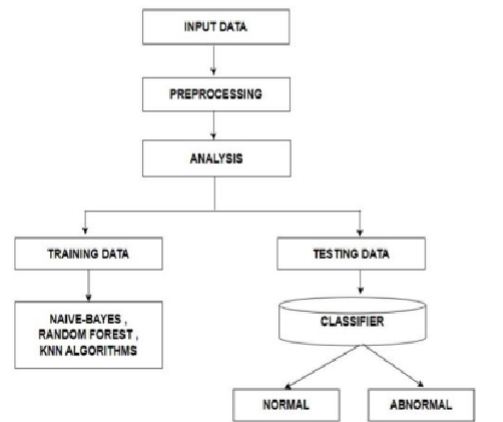 INPUT DATA
PREPROCESSING
ANALYSIS
TRAINING DATA
TESTING DATA
NAIVE-BAYES ,
RANDOM FOREST ,
KNN ALGORITHMS
CLASSIFIER
NORMAL
ABNORMAL